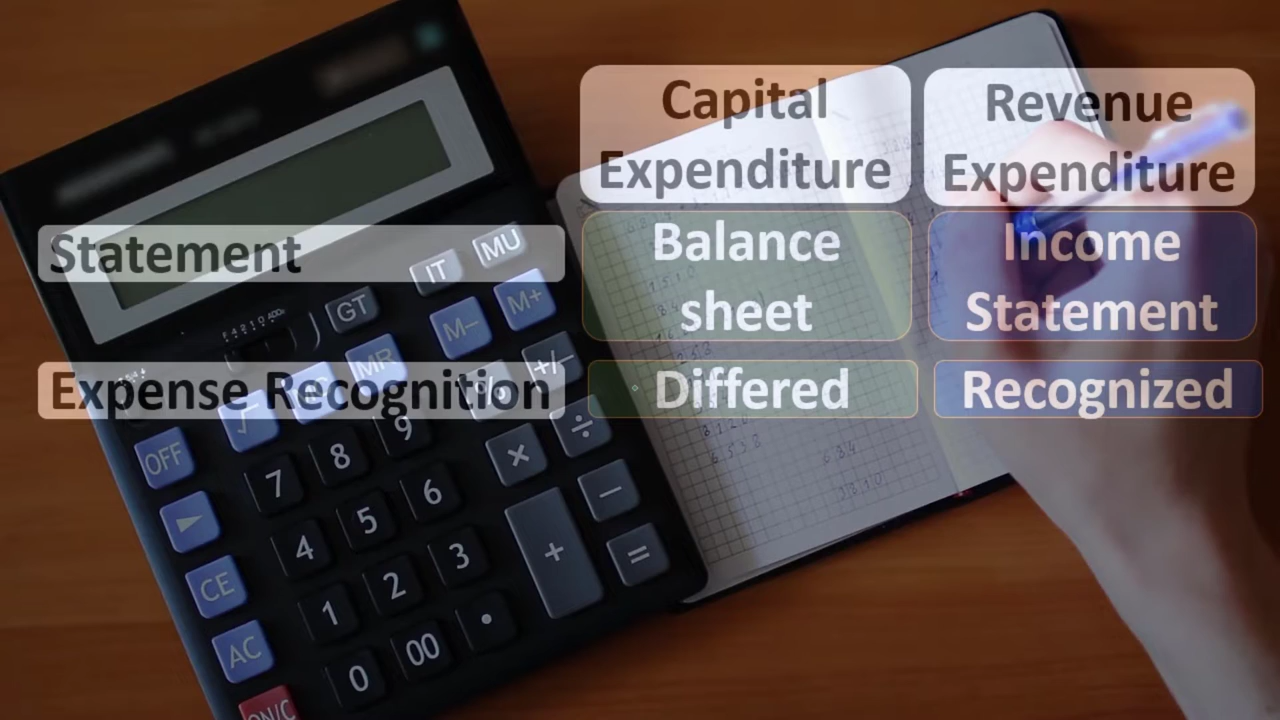 Capital
Expenditure
Revenue
Expenditure
Statement
Balance
sheet
Income
Statement
Expense Recognition
Differed
Recognized
IT
MU
GT
M-
M+
MR
%
+/-
√
OFF
7
8
9
×
÷
▶
4
5
6
+
−
CE
1
2
3
=
AC
0
00
•
ON/C